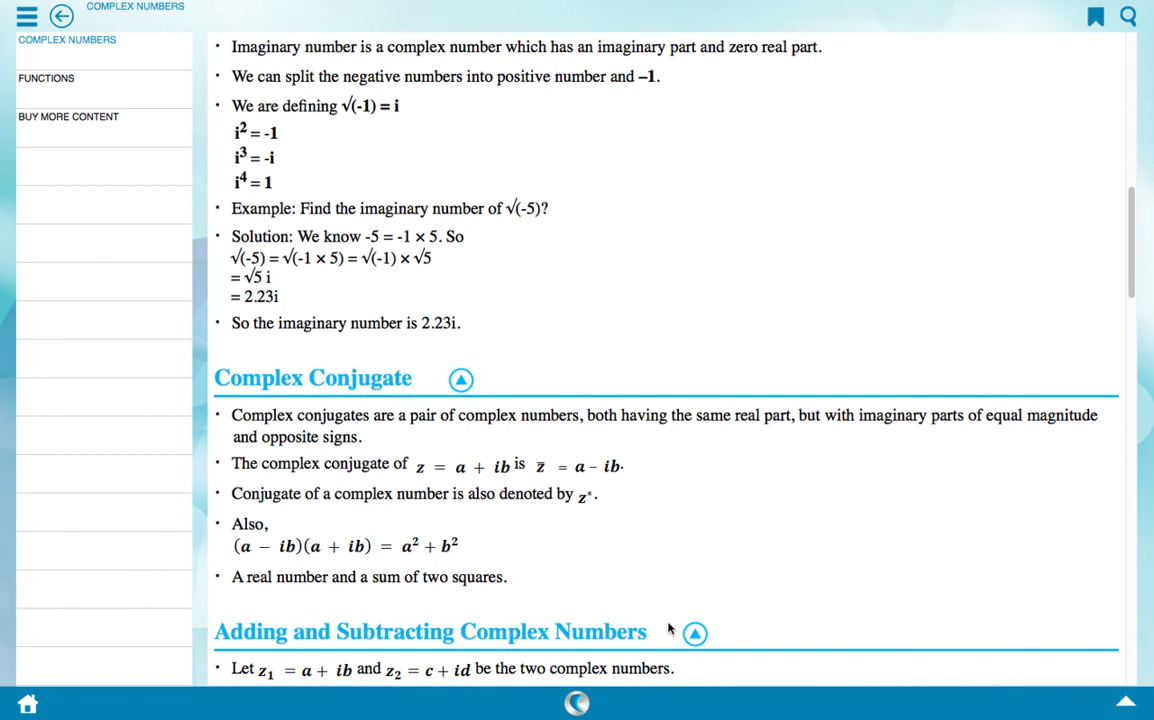 COMPLEX NUMBERS
COMPLEX NUMBERS
FUNCTIONS
BUY MORE CONTENT
· Imaginary number is a complex number which has an imaginary part and zero real part.
· We can split the negative numbers into positive number and –1.
· We are defining √(-1) = i
i² = -1
i³ = -i
i⁴ = 1
· Example: Find the imaginary number of √(-5)?
· Solution: We know -5 = -1 × 5. So
√(-5) = √(-1 × 5) = √(-1) × √5
= √5 i
= 2.23i
· So the imaginary number is 2.23i.
Complex Conjugate
· Complex conjugates are a pair of complex numbers, both having the same real part, but with imaginary parts of equal magnitude
and opposite signs.
· The complex conjugate of z = a + ib is z̄ = a – ib.
· Conjugate of a complex number is also denoted by z*.
· Also,
(a – ib)(a + ib) = a² + b²
· A real number and a sum of two squares.
Adding and Subtracting Complex Numbers
· Let z₁ = a + ib and z₂ = c + id be the two complex numbers.